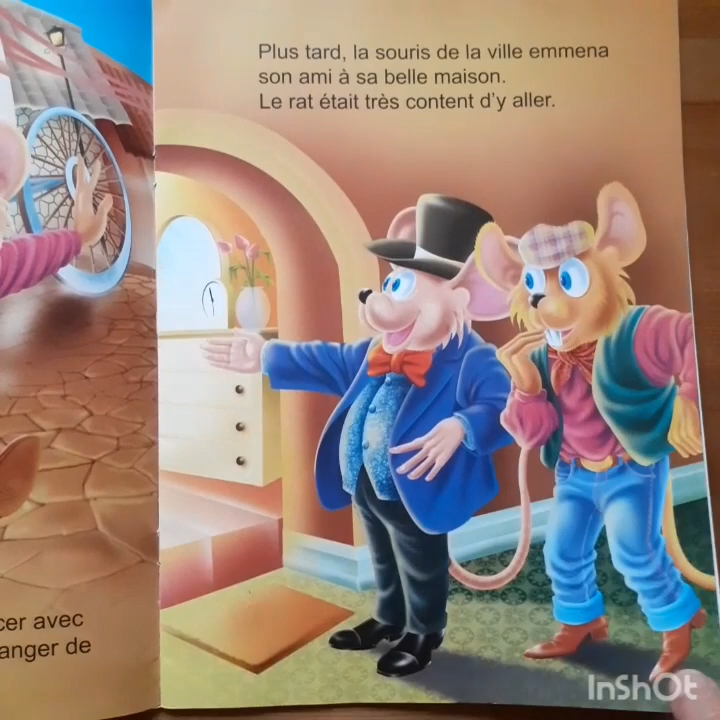 Plus tard, la souris de la ville emmena
son ami à sa belle maison.
Le rat était très content d'y aller.
cer avec
anger de
InShOt